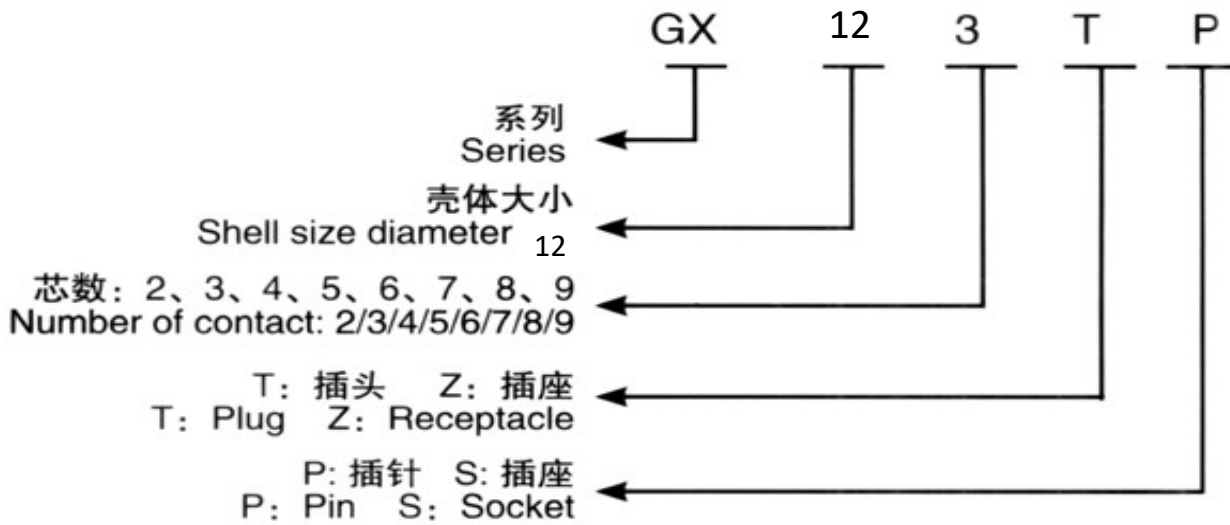 GX 12 3 T P
系列
Series
壳体大小
Shell size diameter 12
芯数：2、3、4、5、6、7、8、9
Number of contact: 2/3/4/5/6/7/8/9
T：插头 Z：插座
T：Plug Z：Receptacle
P: 插针 S: 插座
P：Pin S：Socket